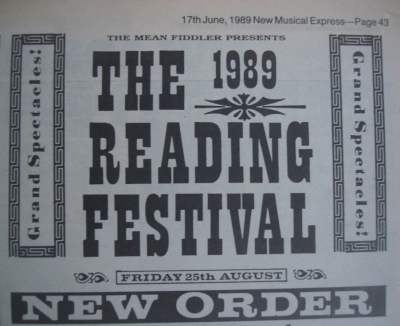 17th June, 1989 New Musical Express—Page 43
THE MEAN FIDDLER PRESENTS
Grand Spectacles!
THE 1989
READING
FESTIVAL
Grand Spectacles!
FRIDAY 25th AUGUST
NEW ORDER